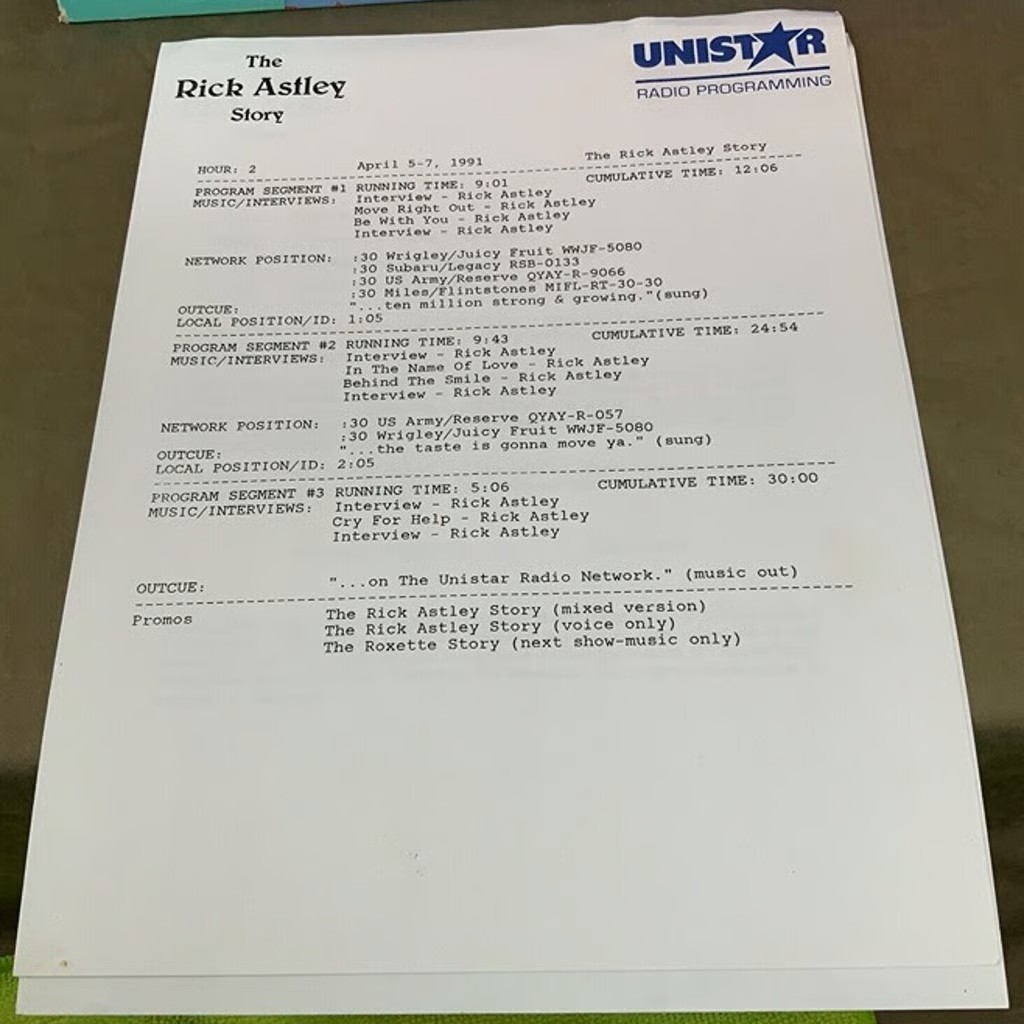 The
Rick Astley
Story
UNISTAR
RADIO PROGRAMMING
HOUR: 2 April 5-7, 1991 The Rick Astley Story
PROGRAM SEGMENT #1 RUNNING TIME: 9:01 CUMULATIVE TIME: 12:06
MUSIC/INTERVIEWS: Interview - Rick Astley
Move Right Out - Rick Astley
Be With You - Rick Astley
Interview - Rick Astley
NETWORK POSITION: :30 Wrigley/Juicy Fruit WWJF-5080
:30 Subaru/Legacy RSB-0133
:30 US Army/Reserve QYAY-R-9066
:30 Miles/Flintstones MIFL-RT-30-30
OUTCUE: "...ten million strong & growing."(sung)
LOCAL POSITION/ID: 1:05
PROGRAM SEGMENT #2 RUNNING TIME: 9:43 CUMULATIVE TIME: 24:54
MUSIC/INTERVIEWS: Interview - Rick Astley
In The Name Of Love - Rick Astley
Behind The Smile - Rick Astley
Interview - Rick Astley
NETWORK POSITION: :30 US Army/Reserve QYAY-R-057
:30 Wrigley/Juicy Fruit WWJF-5080
OUTCUE: "...the taste is gonna move ya." (sung)
LOCAL POSITION/ID: 2:05
PROGRAM SEGMENT #3 RUNNING TIME: 5:06 CUMULATIVE TIME: 30:00
MUSIC/INTERVIEWS: Interview - Rick Astley
Cry For Help - Rick Astley
Interview - Rick Astley
OUTCUE: "...on The Unistar Radio Network." (music out)
Promos The Rick Astley Story (mixed version)
The Rick Astley Story (voice only)
The Roxette Story (next show-music only)